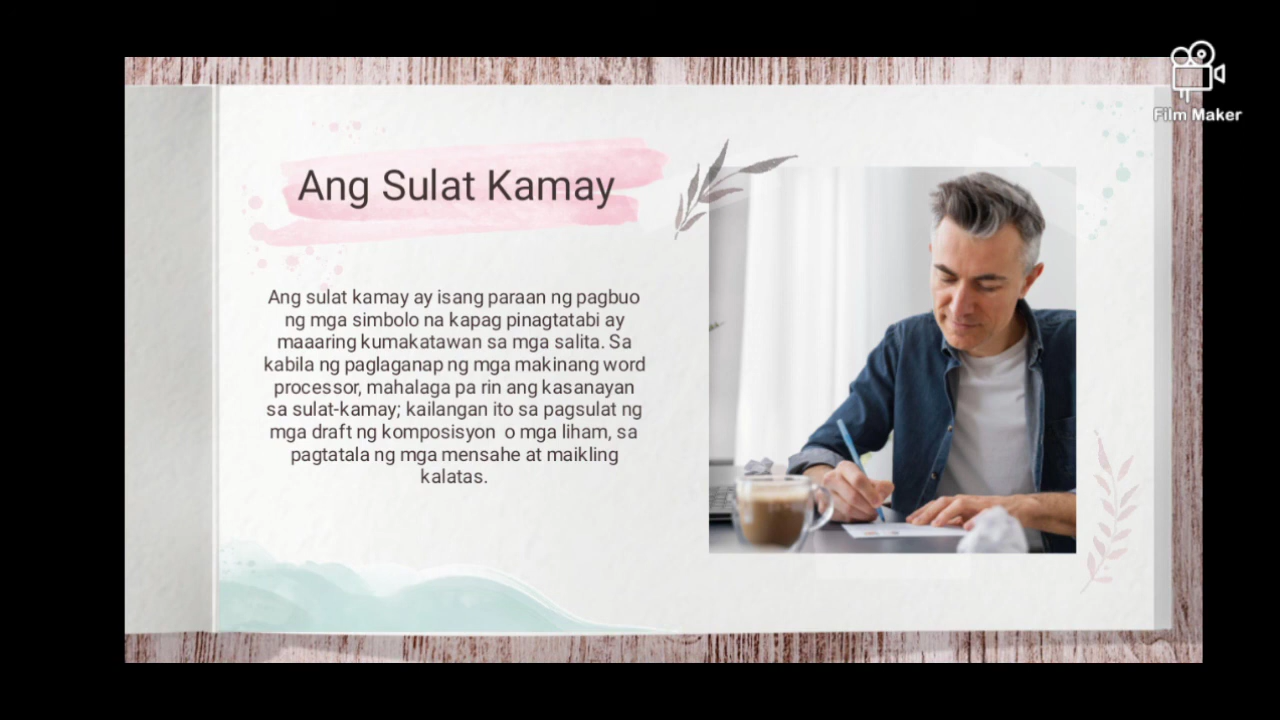 Film Maker
Ang Sulat Kamay
Ang sulat kamay ay isang paraan ng pagbuo
ng mga simbolo na kapag pinagtatabi ay
maaaring kumakatawan sa mga salita. Sa
kabila ng paglaganap ng mga makinang word
processor, mahalaga pa rin ang kasanayan
sa sulat-kamay; kailangan ito sa pagsulat ng
mga draft ng komposisyon o mga liham, sa
pagtatala ng mga mensahe at maikling
kalatas.